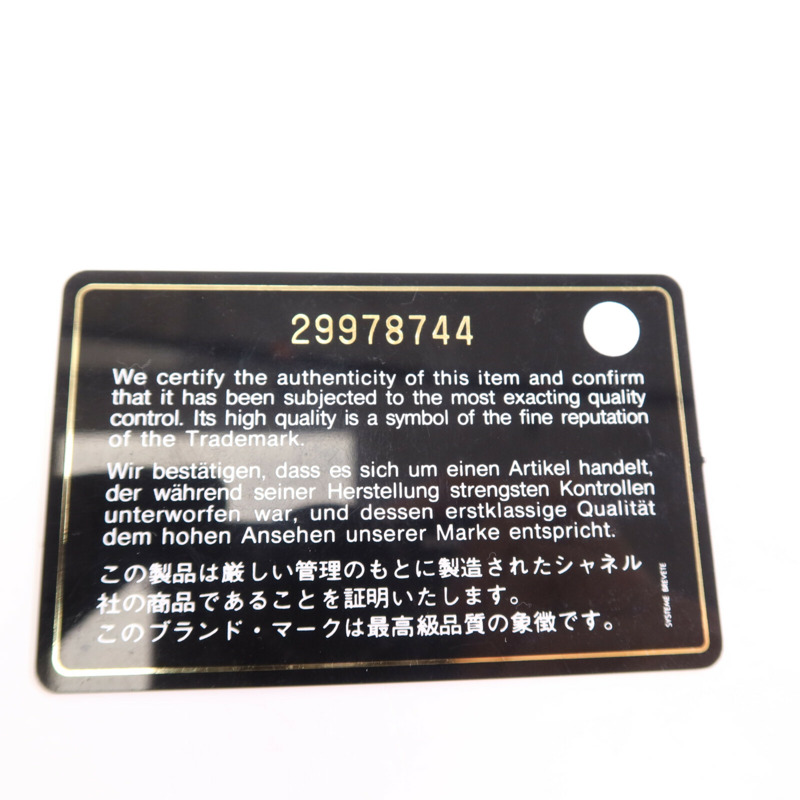 29978744
We certify the authenticity of this item and confirm
that it has been subjected to the most exacting quality
control. Its high quality is a symbol of the fine reputation
of the Trademark.
Wir bestätigen, dass es sich um einen Artikel handelt,
der während seiner Herstellung strengsten Kontrollen
unterworfen war, und dessen erstklassige Qualität
dem hohen Ansehen unserer Marke entspricht.
この製品は厳しい管理のもとに製造されたシャネル
社の商品であることを証明いたします。
このブランド・マークは最高級品質の象徴です。
SYSTEME BREVETE